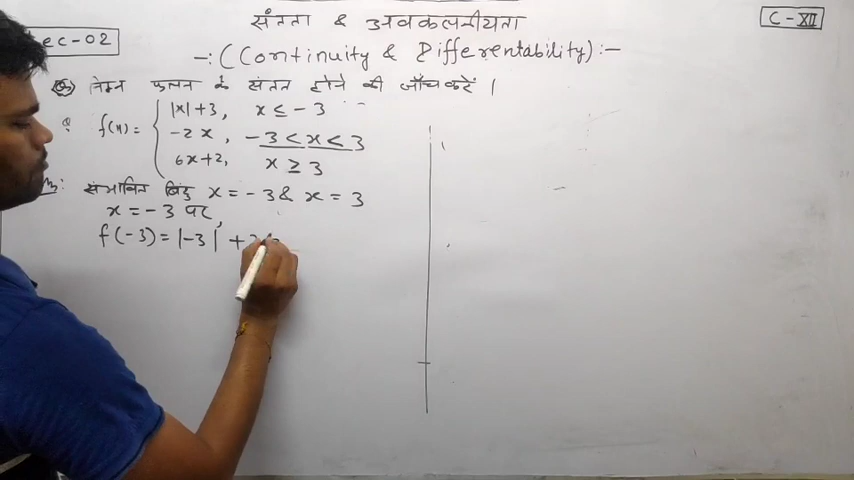 संतता & अवकलनीयता
C-XII
ec-02
-:(Continuity & Differentability):-
निम्न फलन के संतत होने की जाँच करें ।
f(x) = { |x|+3, x ≤ -3
-2x, -3 < x < 3
6x+2, x ≥ 3
संभावित बिंदु x = -3 & x = 3
x = -3 पर,
f(-3) = |-3| +